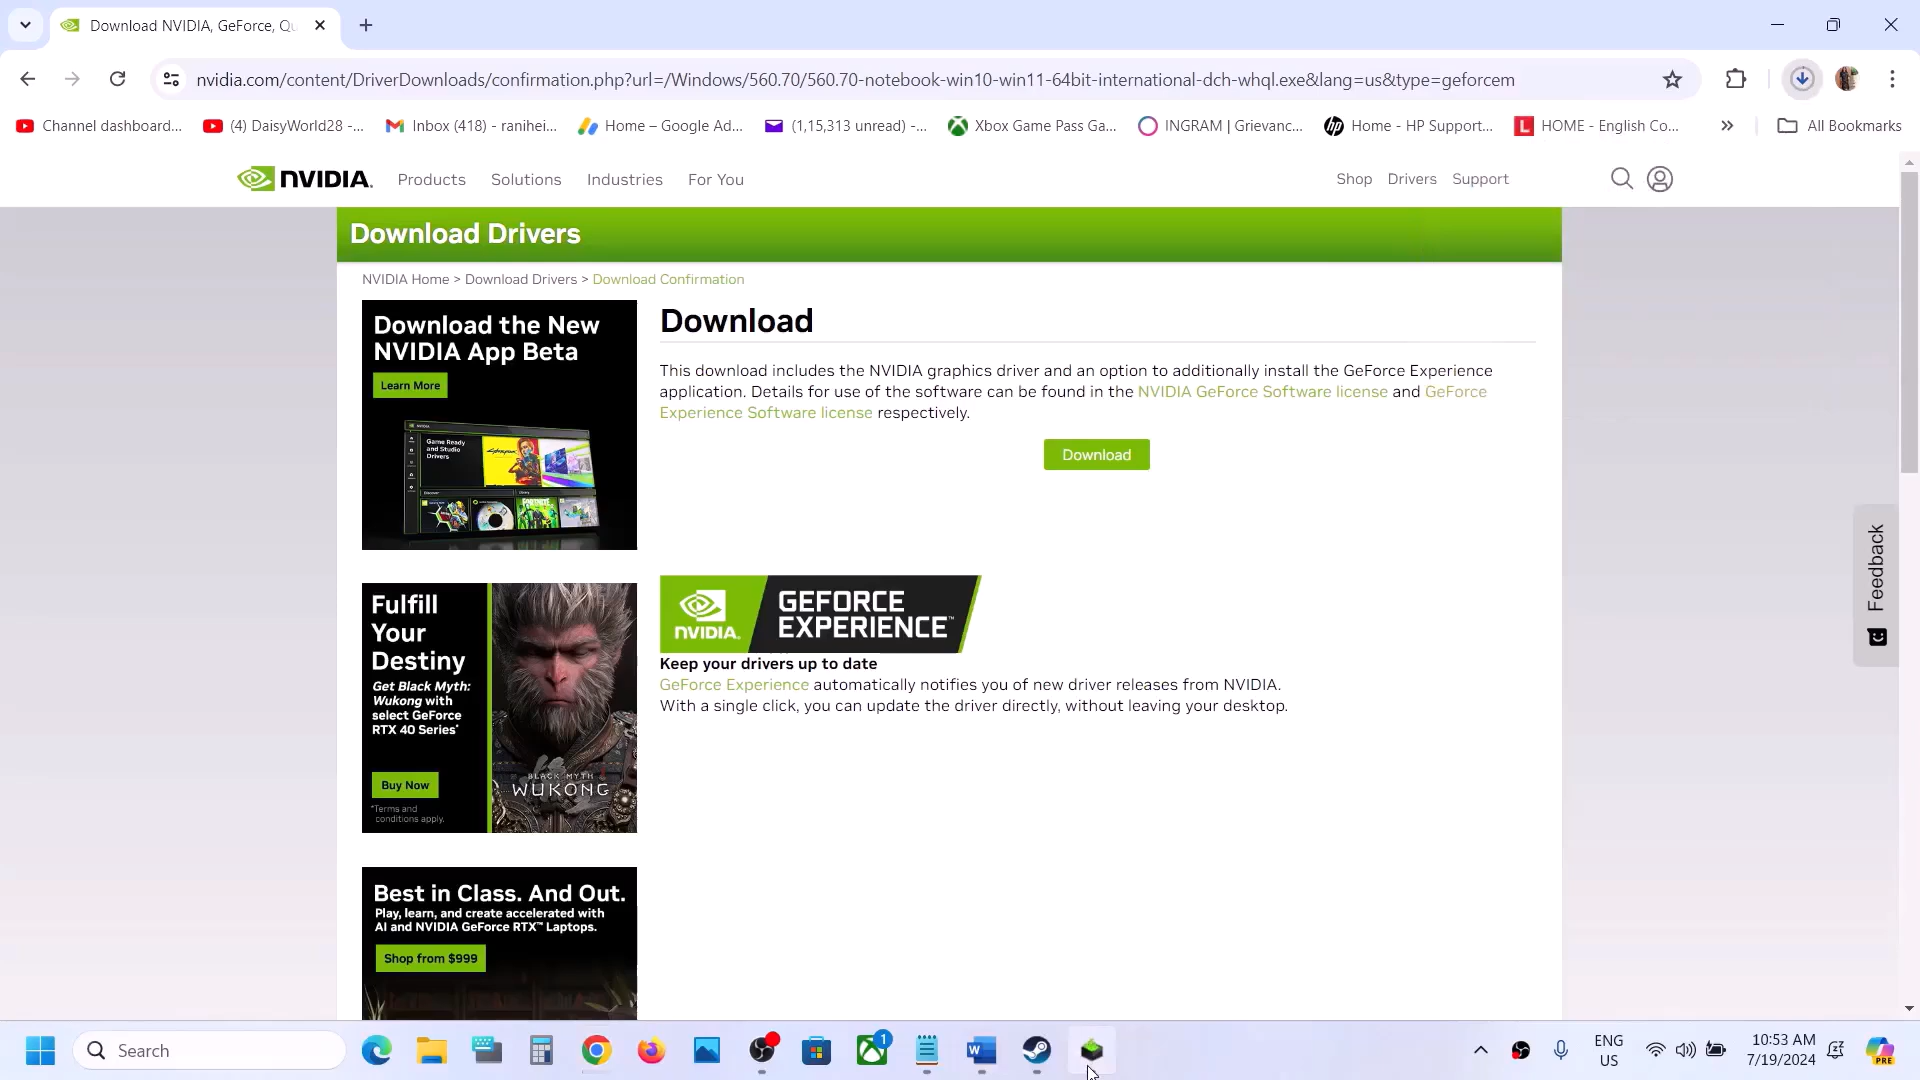 Download NVIDIA, GeForce, Qu
nvidia.com/content/DriverDownloads/confirmation.php?url=/Windows/560.70/560.70-notebook-win10-win11-64bit-international-dch-whql.exe&lang=us&type=geforcem
Channel dashboard... (4) DaisyWorld28 -... Inbox (418) - ranihei... Home – Google Ad... (1,15,313 unread) -... Xbox Game Pass Ga... INGRAM | Grievanc... Home - HP Support... HOME - English Co... » All Bookmarks
NVIDIA. Products Solutions Industries For You Shop Drivers Support
Download Drivers
NVIDIA Home > Download Drivers > Download Confirmation
Download the New
NVIDIA App Beta
Learn More
Game Ready
and Studio
Drivers
Download
This download includes the NVIDIA graphics driver and an option to additionally install the GeForce Experience
application. Details for use of the software can be found in the NVIDIA GeForce Software license and GeForce
Experience Software license respectively.
Download
Feedback
Fulfill
Your
Destiny
Get Black Myth:
Wukong with
select GeForce
RTX 40 Series*
Buy Now
*Terms and
conditions apply.
BLACK MYTH
WUKONG
NVIDIA.
GEFORCE
EXPERIENCE™
Keep your drivers up to date
GeForce Experience automatically notifies you of new driver releases from NVIDIA.
With a single click, you can update the driver directly, without leaving your desktop.
Best in Class. And Out.
Play, learn, and create accelerated with
AI and NVIDIA GeForce RTX™ Laptops.
Shop from $999
Search
1
ENG
US
10:53 AM
7/19/2024
PRE